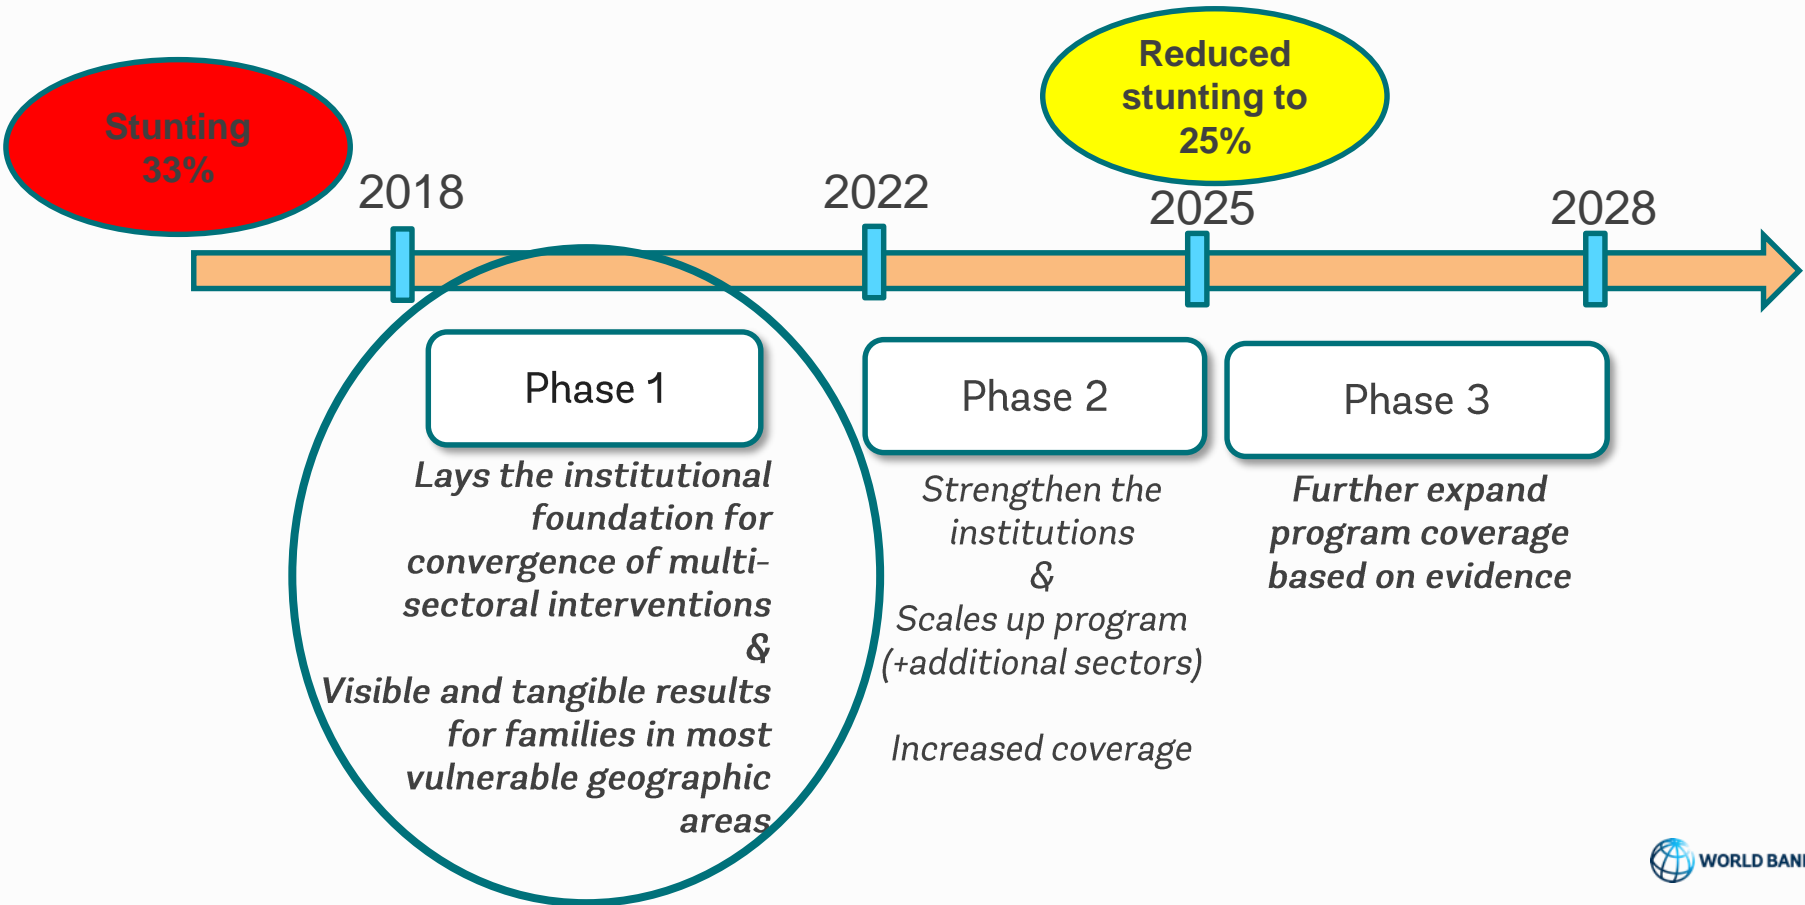 Stunting
33%
Reduced
stunting to
25%
2018
2022
2025
2028
Phase 1
Lays the institutional
foundation for
convergence of multi-
sectoral interventions
&
Visible and tangible results
for families in most
vulnerable geographic
areas
Phase 2
Strengthen the
institutions
&
Scales up program
(+additional sectors)
Increased coverage
Phase 3
Further expand
program coverage
based on evidence
WORLD BAN